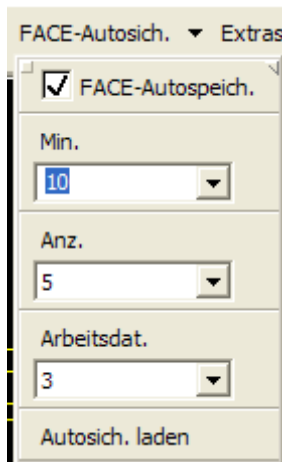 FACE-Autosich. Extras
FACE-Autospeich.
Min.
10
Anz.
5
Arbeitsdat.
3
Autosich. laden